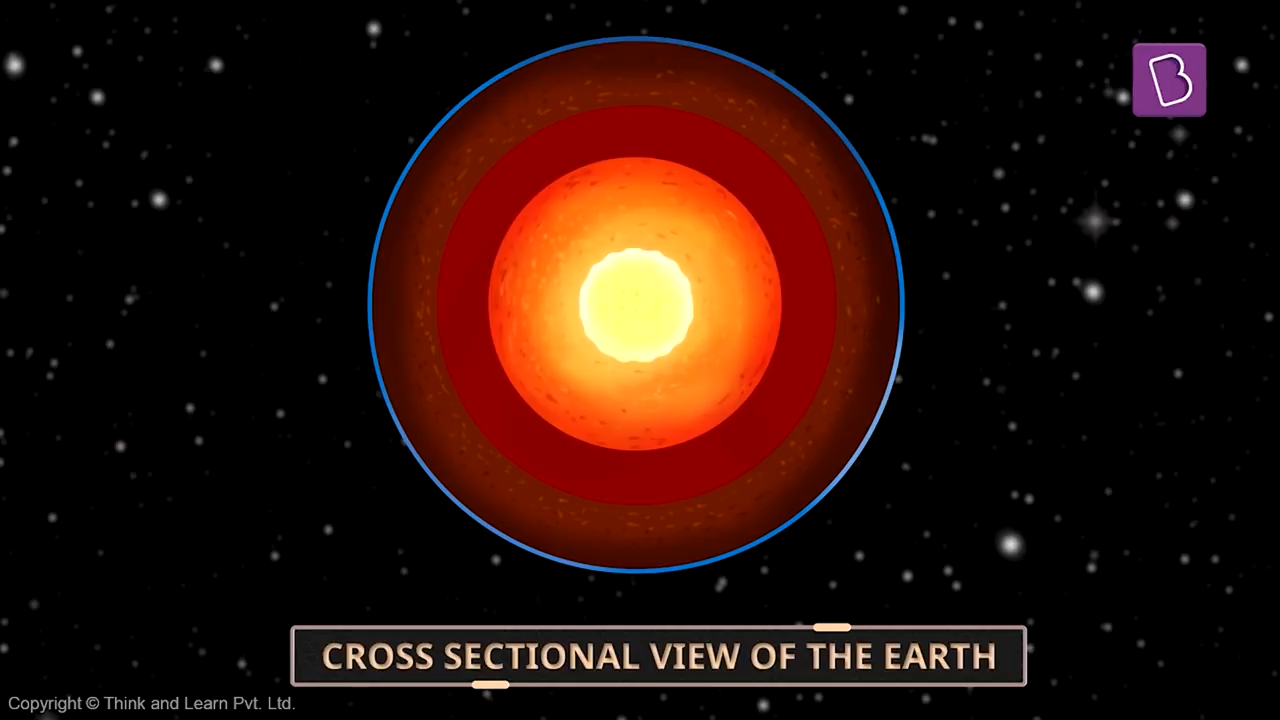 B
CROSS SECTIONAL VIEW OF THE EARTH
Copyright © Think and Learn Pvt. Ltd.